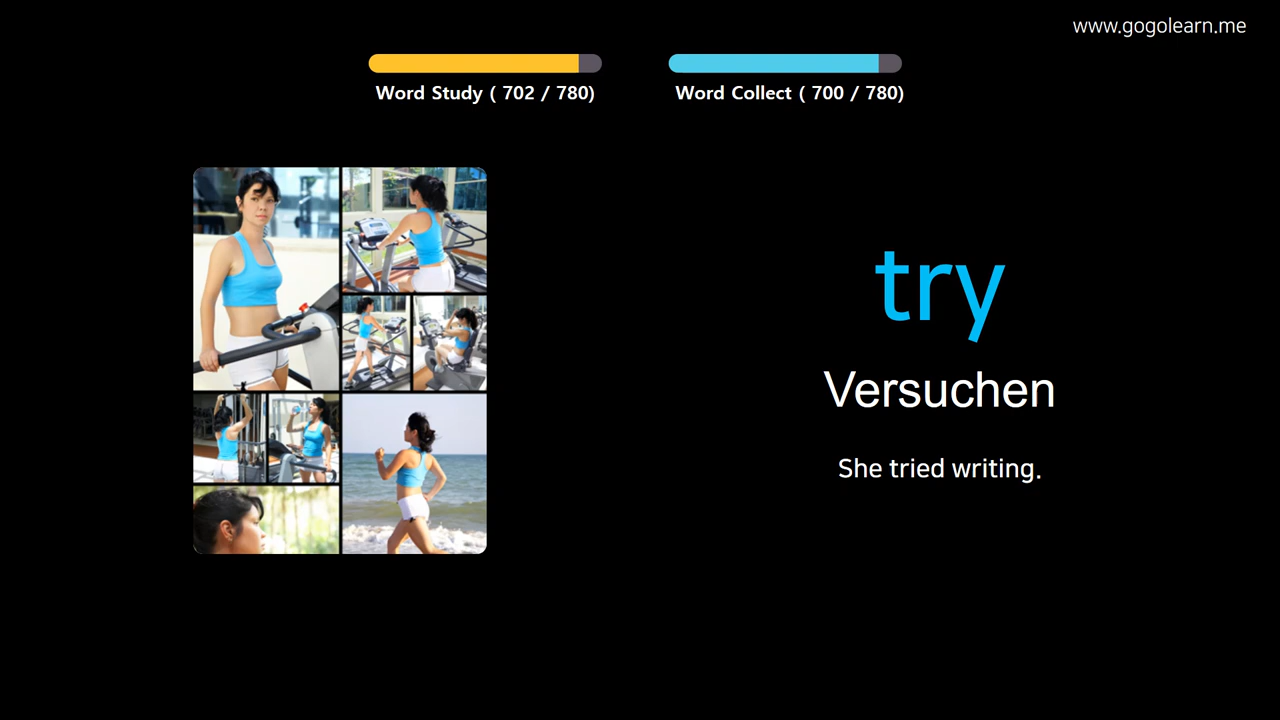 www.gogolearn.me
Word Study ( 702 / 780)
Word Collect ( 700 / 780)
try
Versuchen
She tried writing.